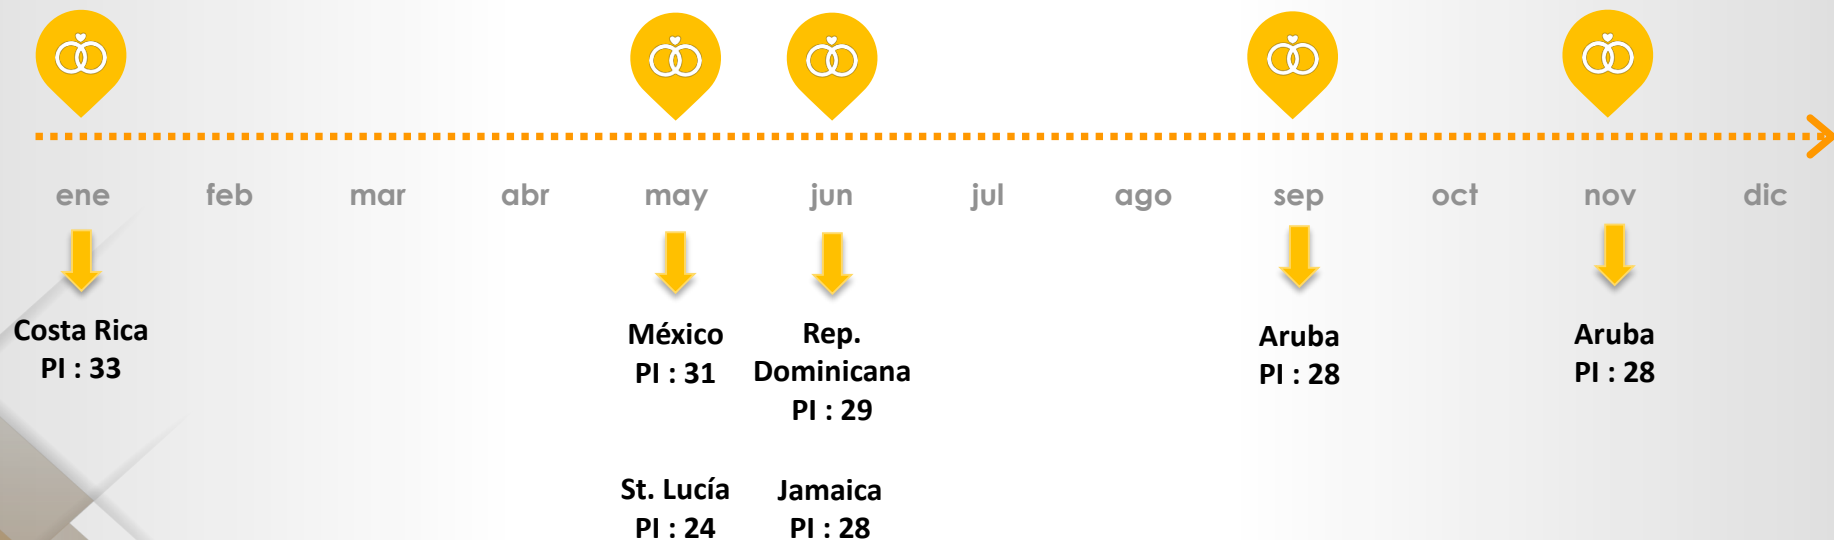 ene feb mar abr may jun jul ago sep oct nov dic
Costa Rica
PI : 33
México
PI : 31
St. Lucía
PI : 24
Rep.
Dominicana
PI : 29
Jamaica
PI : 28
Aruba
PI : 28
Aruba
PI : 28